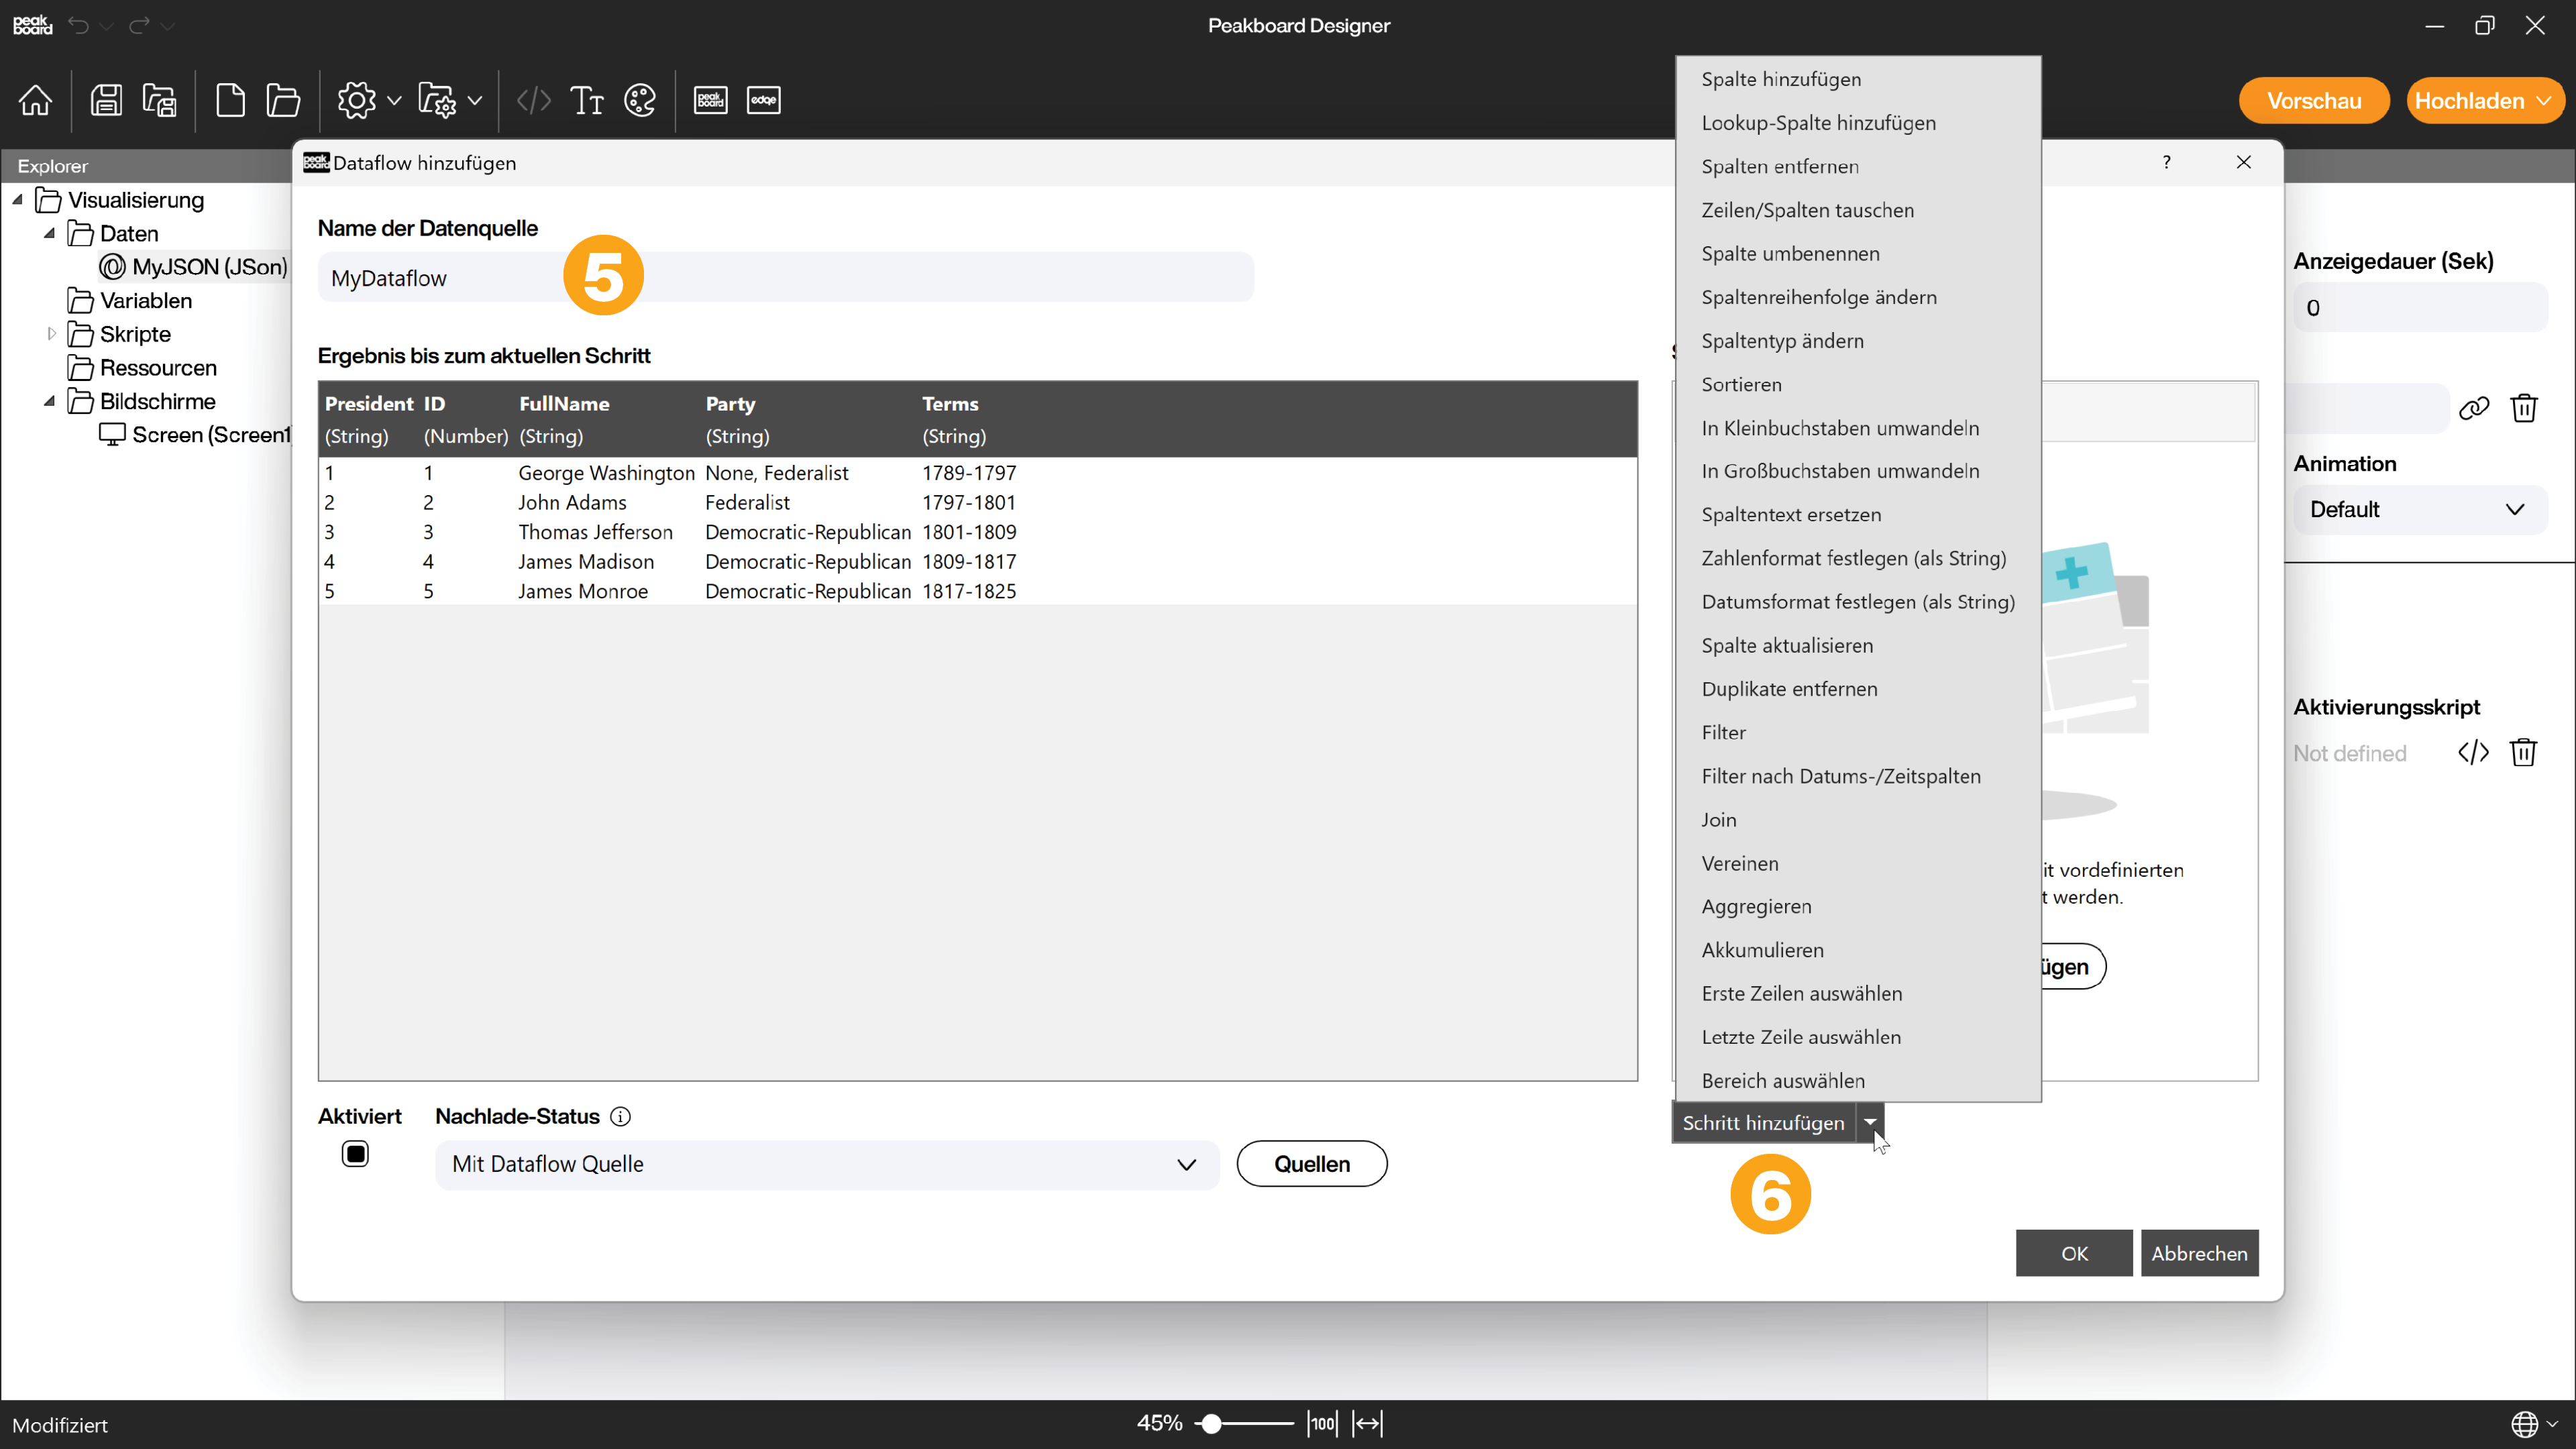 peak
board
Peakboard Designer
peak
board
edge
Vorschau
Hochladen
Explorer
Visualisierung
Daten
MyJSON (JSon)
Variablen
Skripte
Ressourcen
Bildschirme
Screen (Screen1
peak
board
Dataflow hinzufügen
?
Name der Datenquelle
MyDataflow
5
Ergebnis bis zum aktuellen Schritt
President ID FullName Party Terms
(String) (Number) (String) (String) (String)
1 1 George Washington None, Federalist 1789-1797
2 2 John Adams Federalist 1797-1801
3 3 Thomas Jefferson Democratic-Republican 1801-1809
4 4 James Madison Democratic-Republican 1809-1817
5 5 James Monroe Democratic-Republican 1817-1825
Aktiviert
Nachlade-Status
Mit Dataflow Quelle
Quellen
Spalte hinzufügen
Lookup-Spalte hinzufügen
Spalten entfernen
Zeilen/Spalten tauschen
Spalte umbenennen
Spaltenreihenfolge ändern
Spaltentyp ändern
Sortieren
In Kleinbuchstaben umwandeln
In Großbuchstaben umwandeln
Spaltentext ersetzen
Zahlenformat festlegen (als String)
Datumsformat festlegen (als String)
Spalte aktualisieren
Duplikate entfernen
Filter
Filter nach Datums-/Zeitspalten
Join
Vereinen
Aggregieren
Akkumulieren
Erste Zeilen auswählen
Letzte Zeile auswählen
Bereich auswählen
it vordefinierten
t werden.
ügen
Schritt hinzufügen
6
OK
Abbrechen
Anzeigedauer (Sek)
0
Animation
Default
Aktivierungsskript
Not defined
Modifiziert
45%
100